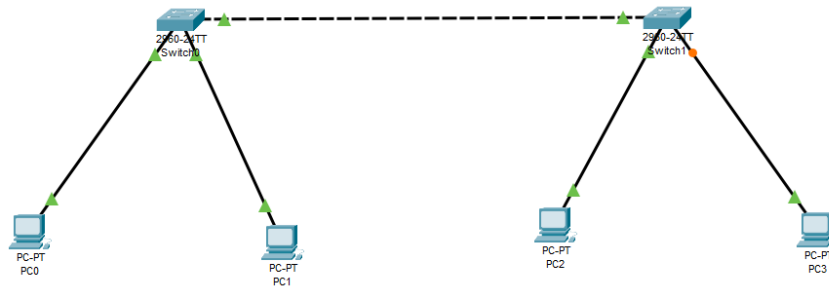 2960-24TT
Switch0
2960-24TT
Switch1
PC-PT
PC0
PC-PT
PC1
PC-PT
PC2
PC-PT
PC3